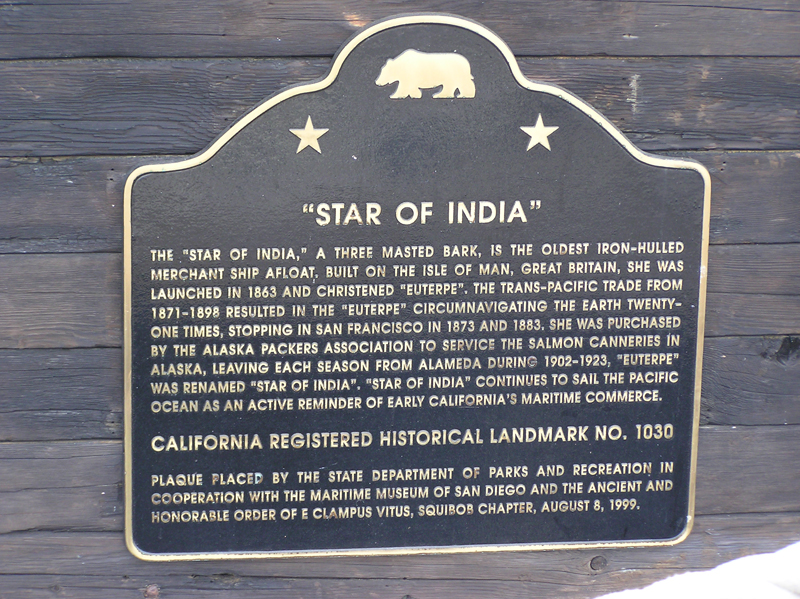 "STAR OF INDIA"
THE "STAR OF INDIA," A THREE MASTED BARK, IS THE OLDEST IRON-HULLED
MERCHANT SHIP AFLOAT, BUILT ON THE ISLE OF MAN, GREAT BRITAIN, SHE WAS
LAUNCHED IN 1863 AND CHRISTENED "EUTERPE". THE TRANS-PACIFIC TRADE FROM
1871-1898 RESULTED IN THE "EUTERPE" CIRCUMNAVIGATING THE EARTH TWENTY-
ONE TIMES, STOPPING IN SAN FRANCISCO IN 1873 AND 1883. SHE WAS PURCHASED
BY THE ALASKA PACKERS ASSOCIATION TO SERVICE THE SALMON CANNERIES IN
ALASKA, LEAVING EACH SEASON FROM ALAMEDA DURING 1902-1923, "EUTERPE"
WAS RENAMED "STAR OF INDIA". "STAR OF INDIA" CONTINUES TO SAIL THE PACIFIC
OCEAN AS AN ACTIVE REMINDER OF EARLY CALIFORNIA'S MARITIME COMMERCE.
CALIFORNIA REGISTERED HISTORICAL LANDMARK NO. 1030
PLAQUE PLACED BY THE STATE DEPARTMENT OF PARKS AND RECREATION IN
COOPERATION WITH THE MARITIME MUSEUM OF SAN DIEGO AND THE ANCIENT AND
HONORABLE ORDER OF E CLAMPUS VITUS, SQUIBOB CHAPTER, AUGUST 8, 1999.